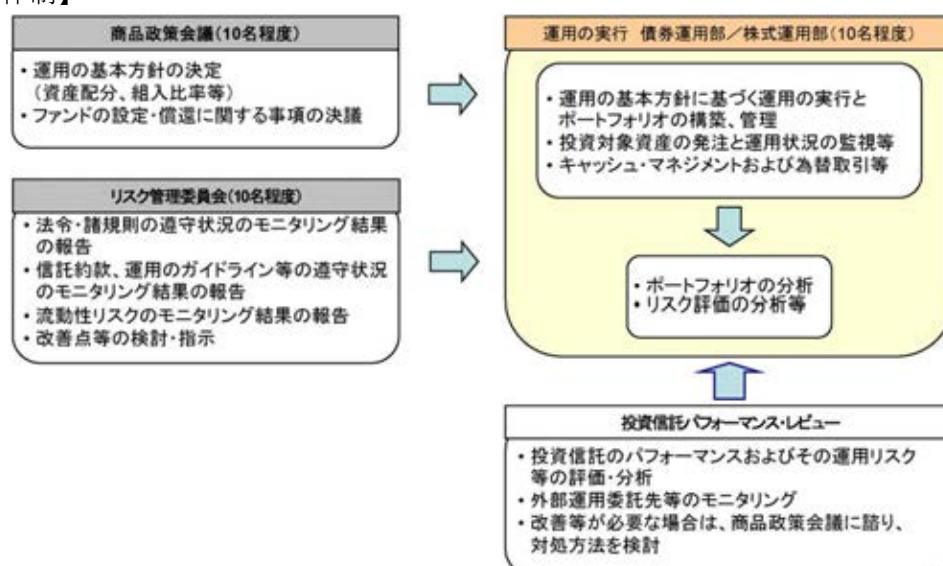 体制】
商品政策会議(10名程度)
・運用の基本方針の決定
(資産配分、組入比率等)
・ファンドの設定・償還に関する事項の決議
リスク管理委員会(10名程度)
・法令・諸規則の遵守状況のモニタリング結果
の報告
・信託約款、運用のガイドライン等の遵守状況
のモニタリング結果の報告
・流動性リスクのモニタリング結果の報告
・改善点等の検討・指示
運用の実行 債券運用部/株式運用部(10名程度)
・運用の基本方針に基づく運用の実行と
ポートフォリオの構築、管理
・投資対象資産の発注と運用状況の監視等
・キャッシュ・マネジメントおよび為替取引等
・ポートフォリオの分析
・リスク評価の分析等
投資信託パフォーマンス・レビュー
・投資信託のパフォーマンスおよびその運用リスク
等の評価・分析
・外部運用委託先等のモニタリング
・改善等が必要な場合は、商品政策会議に諮り、
対処方法を検討